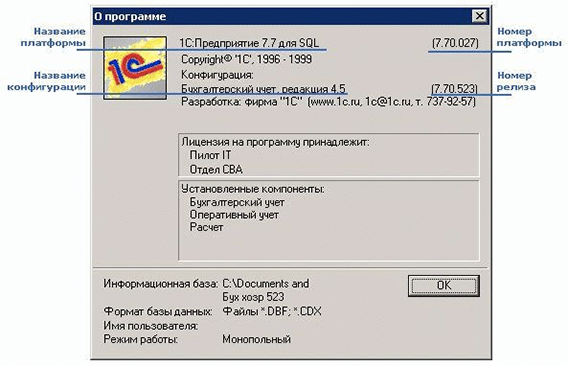 О программе
Название платформы
1С:Предприятие 7.7 для SQL (7.70.027)
Номер платформы
1С
Copyright© '1С', 1996 - 1999
Конфигурация:
Название конфигурации
Бухгалтерский учет, редакция 4.5 (7.70.523)
Номер релиза
Разработка: фирма "1С" (www.1c.ru, 1c@1c.ru, т. 737-92-57)
Лицензия на программу принадлежит:
Пилот IT
Отдел СВА
Установленные компоненты:
Бухгалтерский учет
Оперативный учет
Расчет
Информационная база: C:\Documents and
Бух хозр 523
OK
Формат базы данных: Файлы *.DBF; *.CDX
Имя пользователя:
Режим работы: Монопольный